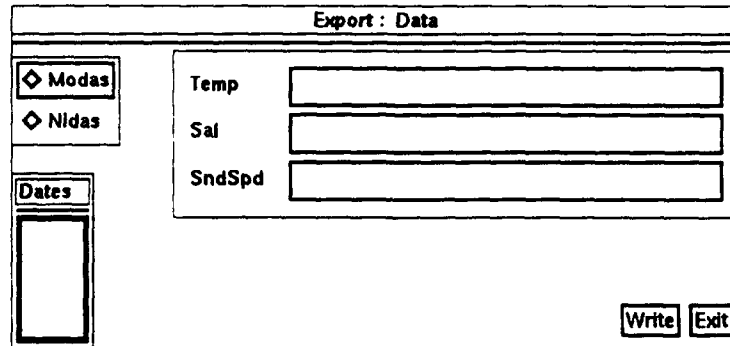 Export : Data
Modas
Nidas
Temp
Sal
SndSpd
Dates
Write Exit